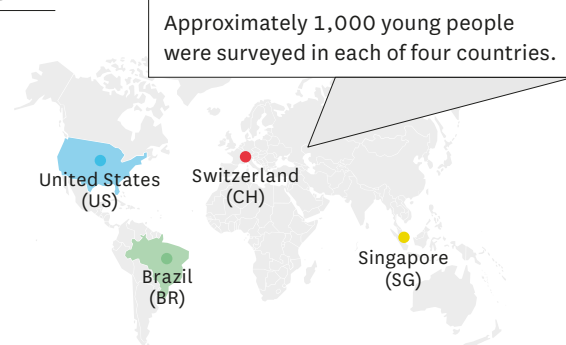 Approximately 1,000 young people
were surveyed in each of four countries.
United States
(US)
Switzerland
(CH)
Brazil
(BR)
Singapore
(SG)